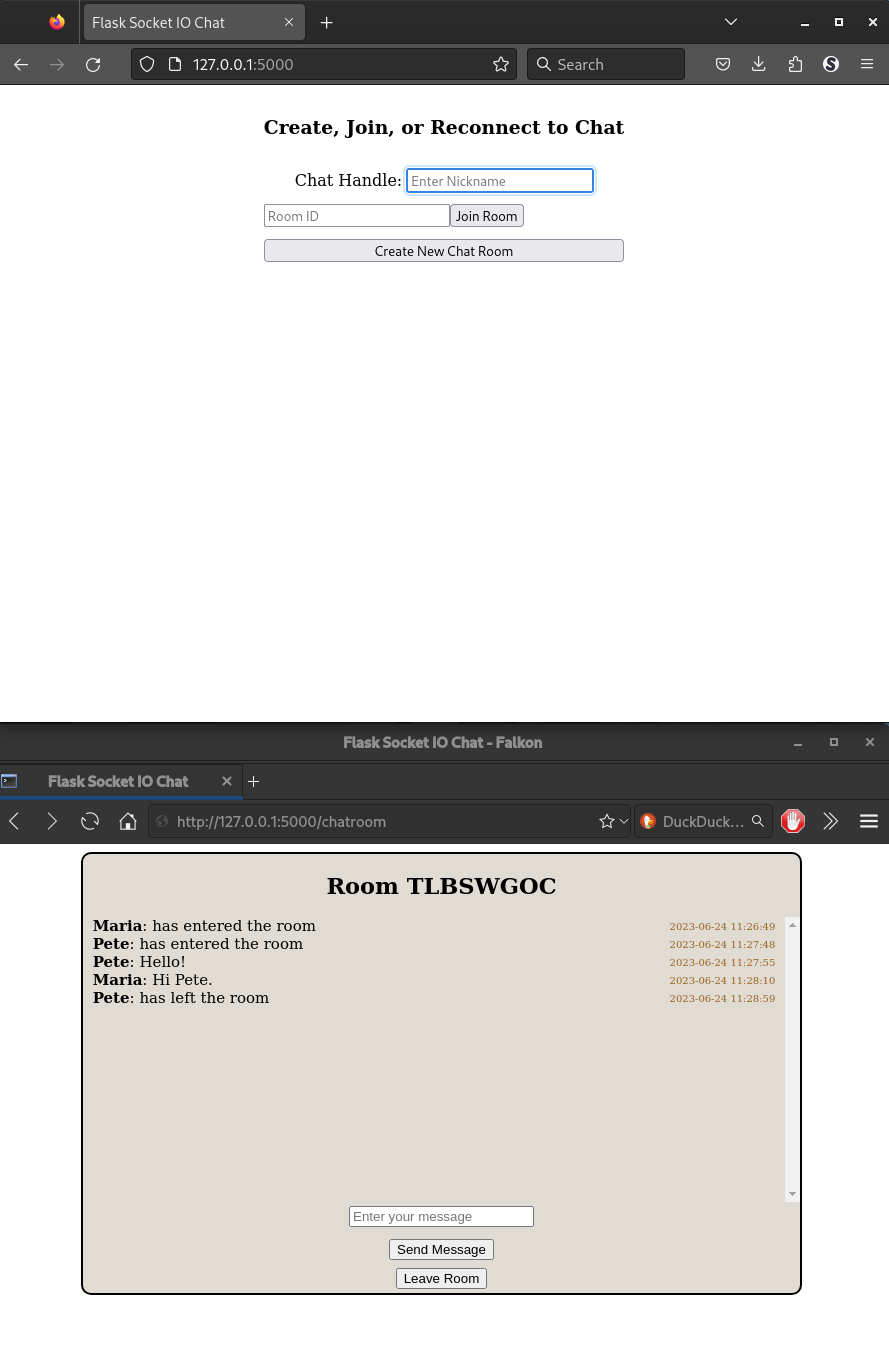 Flask Socket IO Chat
127.0.0.1:5000
Search
Create, Join, or Reconnect to Chat
Chat Handle: Enter Nickname
Room ID Join Room
Create New Chat Room
Flask Socket IO Chat - Falkon
Flask Socket IO Chat
http://127.0.0.1:5000/chatroom DuckDuck...
Room TLBSWGOC
Maria: has entered the room 2023-06-24 11:26:49
Pete: has entered the room 2023-06-24 11:27:48
Pete: Hello! 2023-06-24 11:27:55
Maria: Hi Pete. 2023-06-24 11:28:10
Pete: has left the room 2023-06-24 11:28:59
Enter your message
Send Message
Leave Room